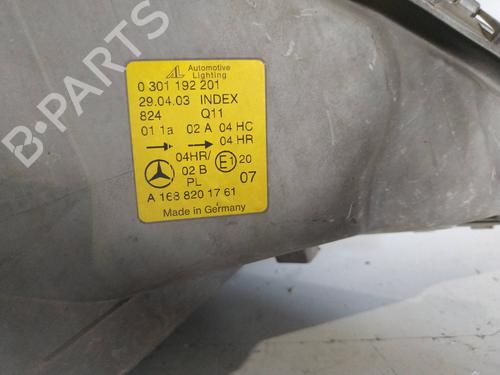 B-PARTS
AL Automotive
Lighting
0 301 192 201
29.04.03 INDEX
824 Q11
01 1a 02 A 04 HC
04 HR
04HR/
02 B E1 20
PL 07
A 168 820 17 61
Made in Germany